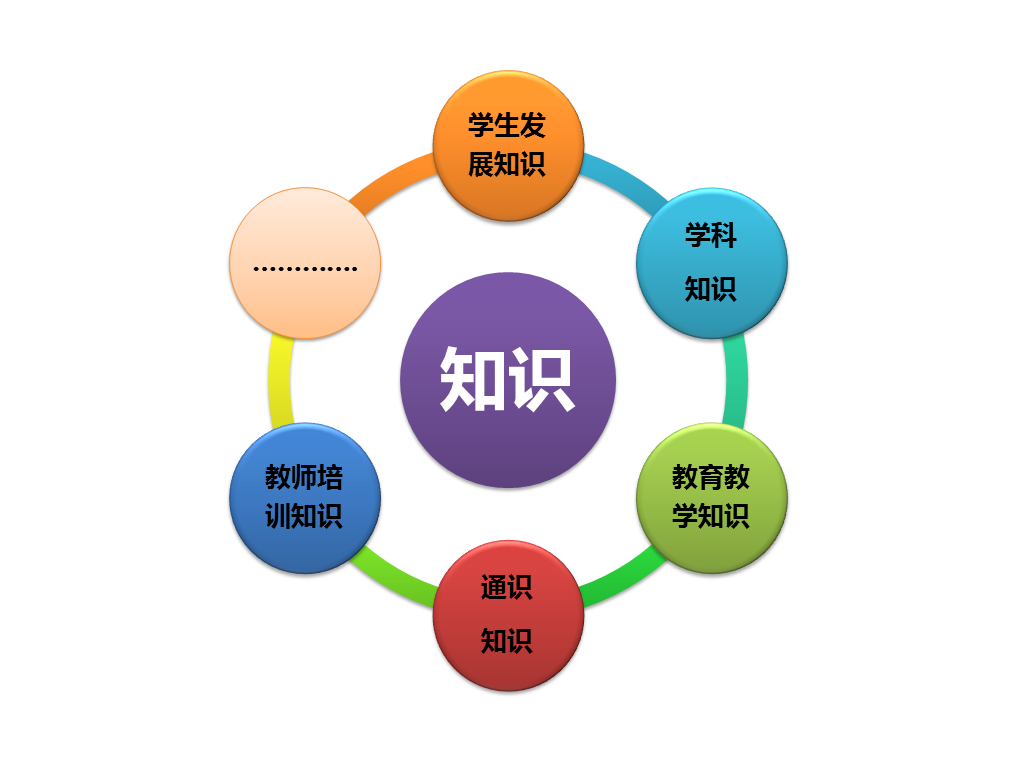 学生发
展知识
学科
知识
.............
知识
教师培
训知识
教育教
学知识
通识
知识